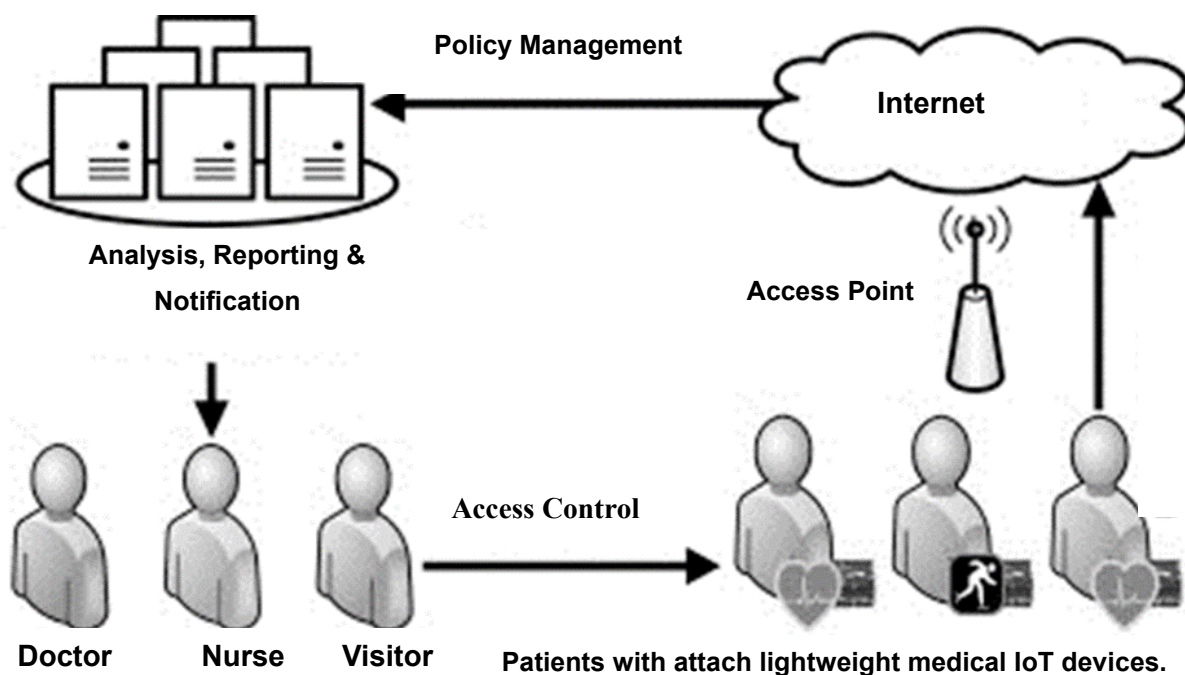 Policy Management
Internet
Analysis, Reporting &
Notification
Access Point
Access Control
Doctor
Nurse
Visitor
Patients with attach lightweight medical IoT devices.